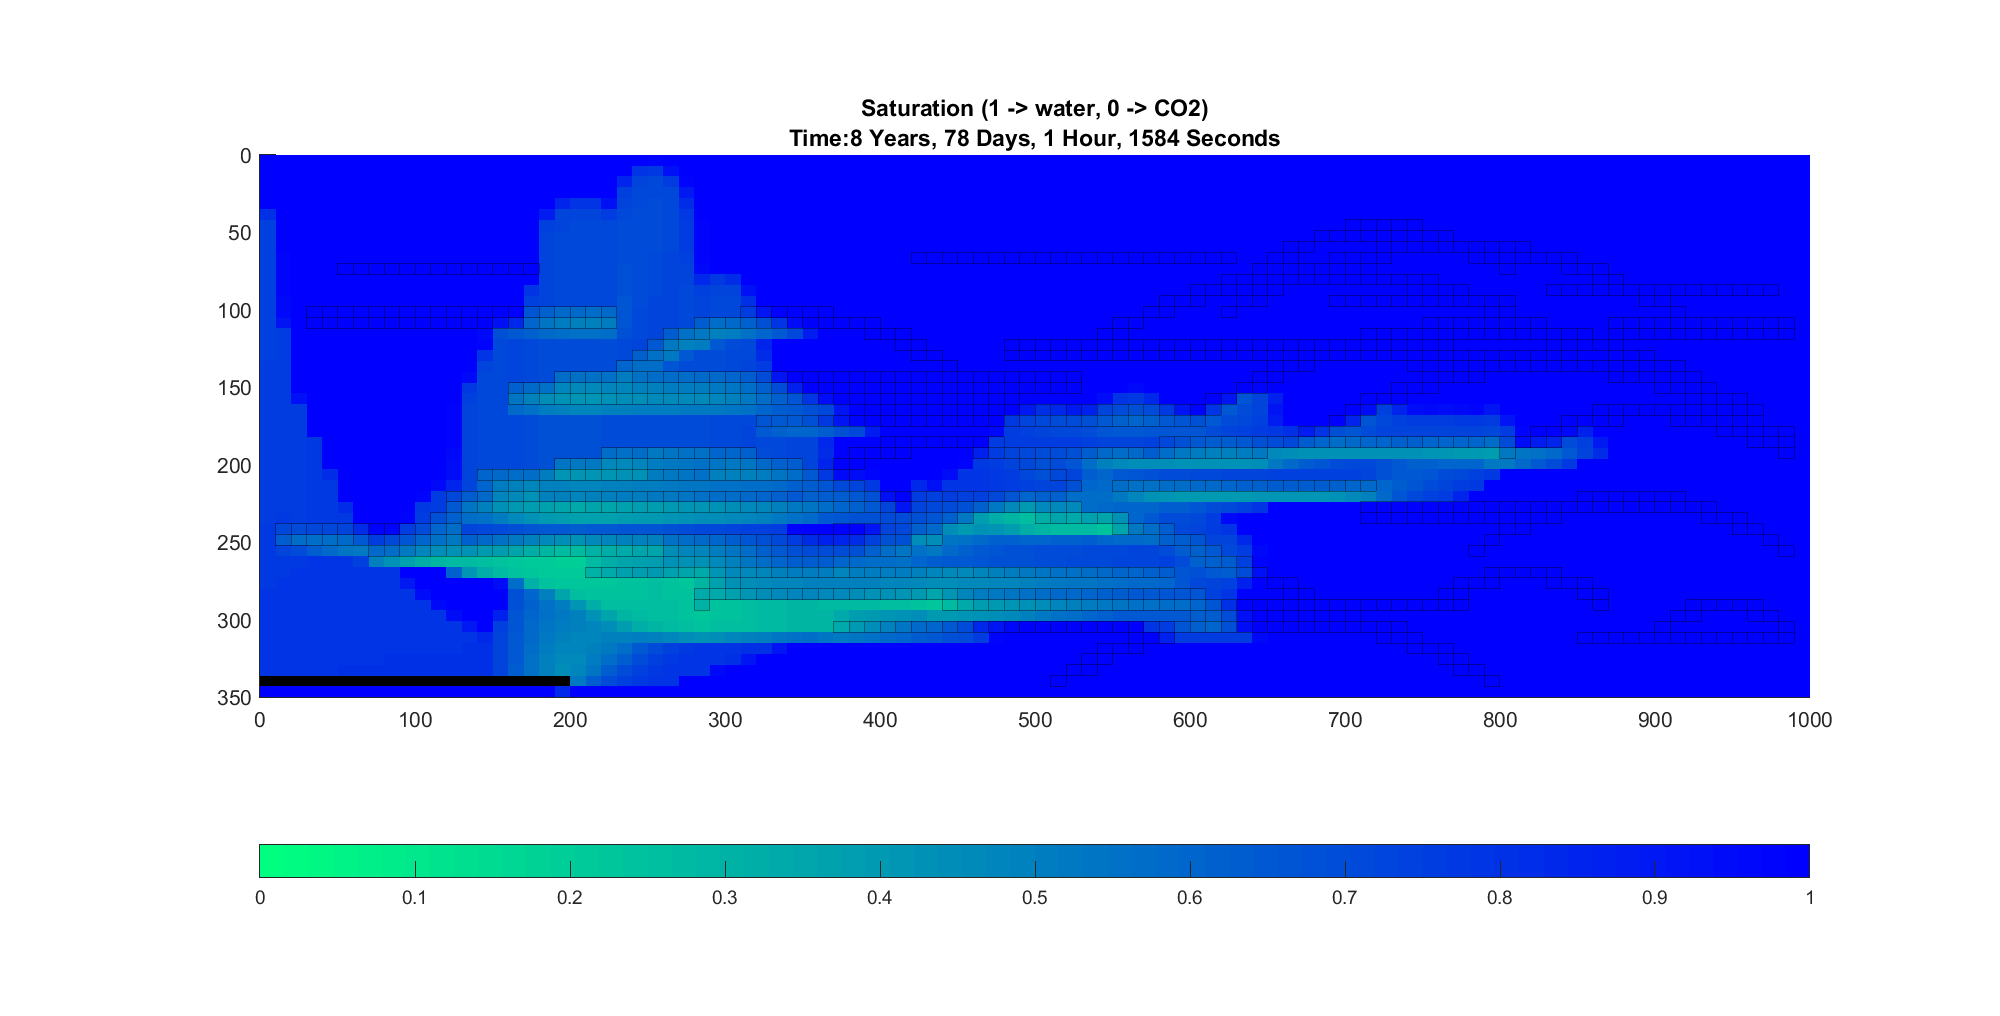 Saturation (1 -> water, 0 -> CO2)
Time:8 Years, 78 Days, 1 Hour, 1584 Seconds
0
50
100
150
200
250
300
350
0 100 200 300 400 500 600 700 800 900 1000
0 0.1 0.2 0.3 0.4 0.5 0.6 0.7 0.8 0.9 1